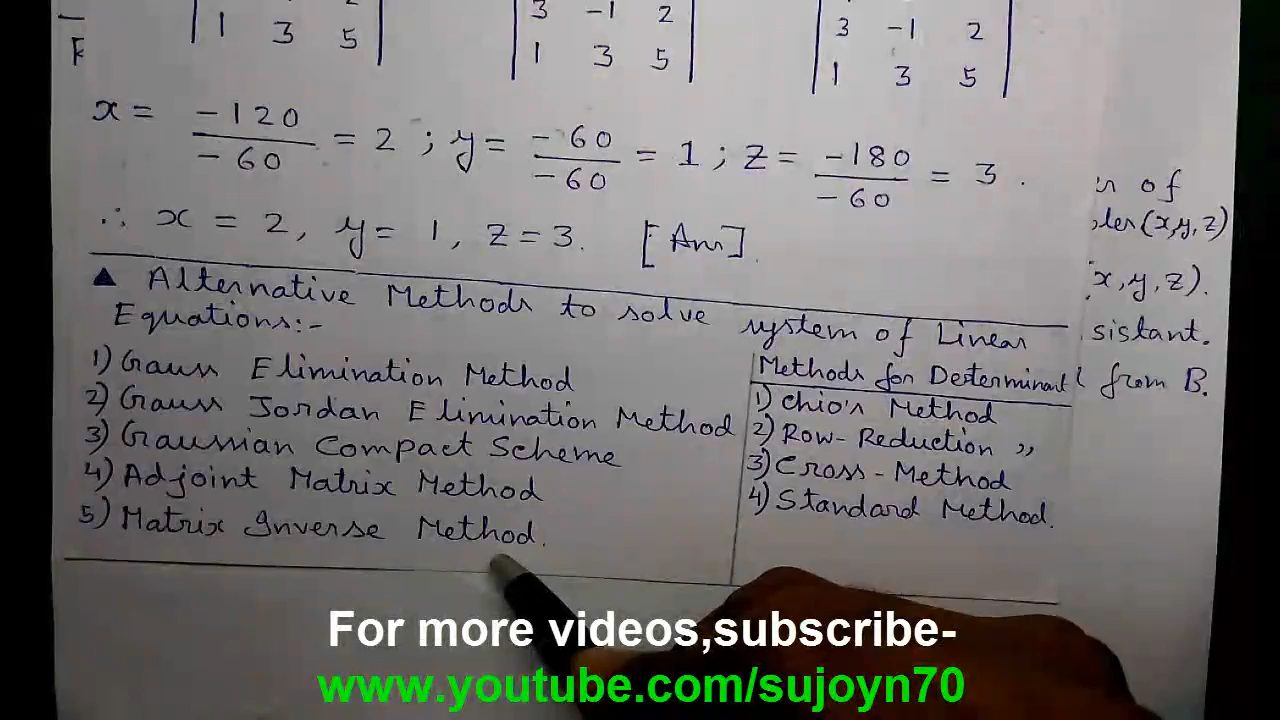 1 3 5
3 -1 2
1 3 5
3 -1 2
1 3 5
x = -120/-60 = 2 ; y = -60/-60 = 1 ; z = -180/-60 = 3 .
∴ x = 2, y = 1, z = 3. [Ans].
▲ Alternative Methods to solve system of Linear
Equations:-
1) Gauss Elimination Method
2) Gauss Jordan Elimination Method
3) Gaussian Compact Scheme
4) Adjoint Matrix Method
5) Matrix Inverse Method.
Methods for Determinant
1) Chio's Method
2) Row-Reduction ,,
3) Cross-Method
4) Standard Method.
of
(x,y,z)
x,y,z).
sistant.
from B.
For more videos,subscribe-
www.youtube.com/sujoyn70